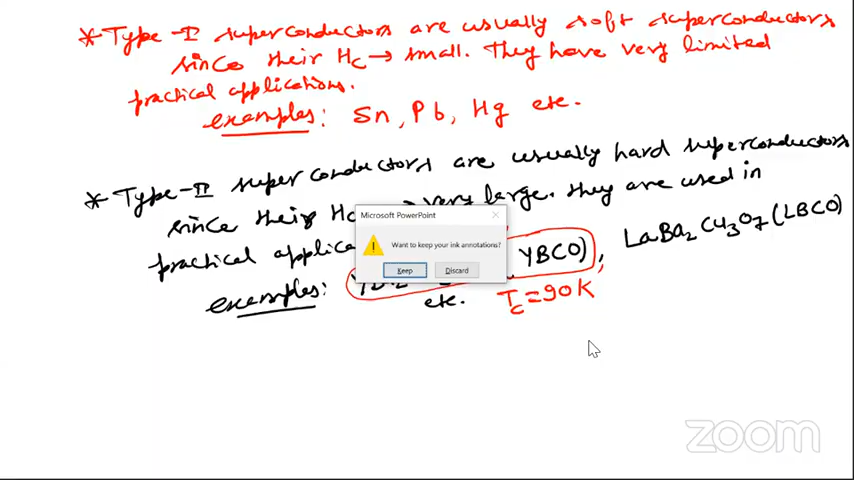 * Type-I superconductors are usually soft superconductors
since their Hc → small. They have very limited
practical applications.
examples: Sn, Pb, Hg etc.
* Type-II superconductors are usually hard superconductors
since their Hc → very large. They are used in
practical
examples: YBCO), LaBa2Cu3O7 (LBCO)
etc. Tc = 90K
Microsoft PowerPoint
Want to keep your ink annotations?
Keep Discard
zoom